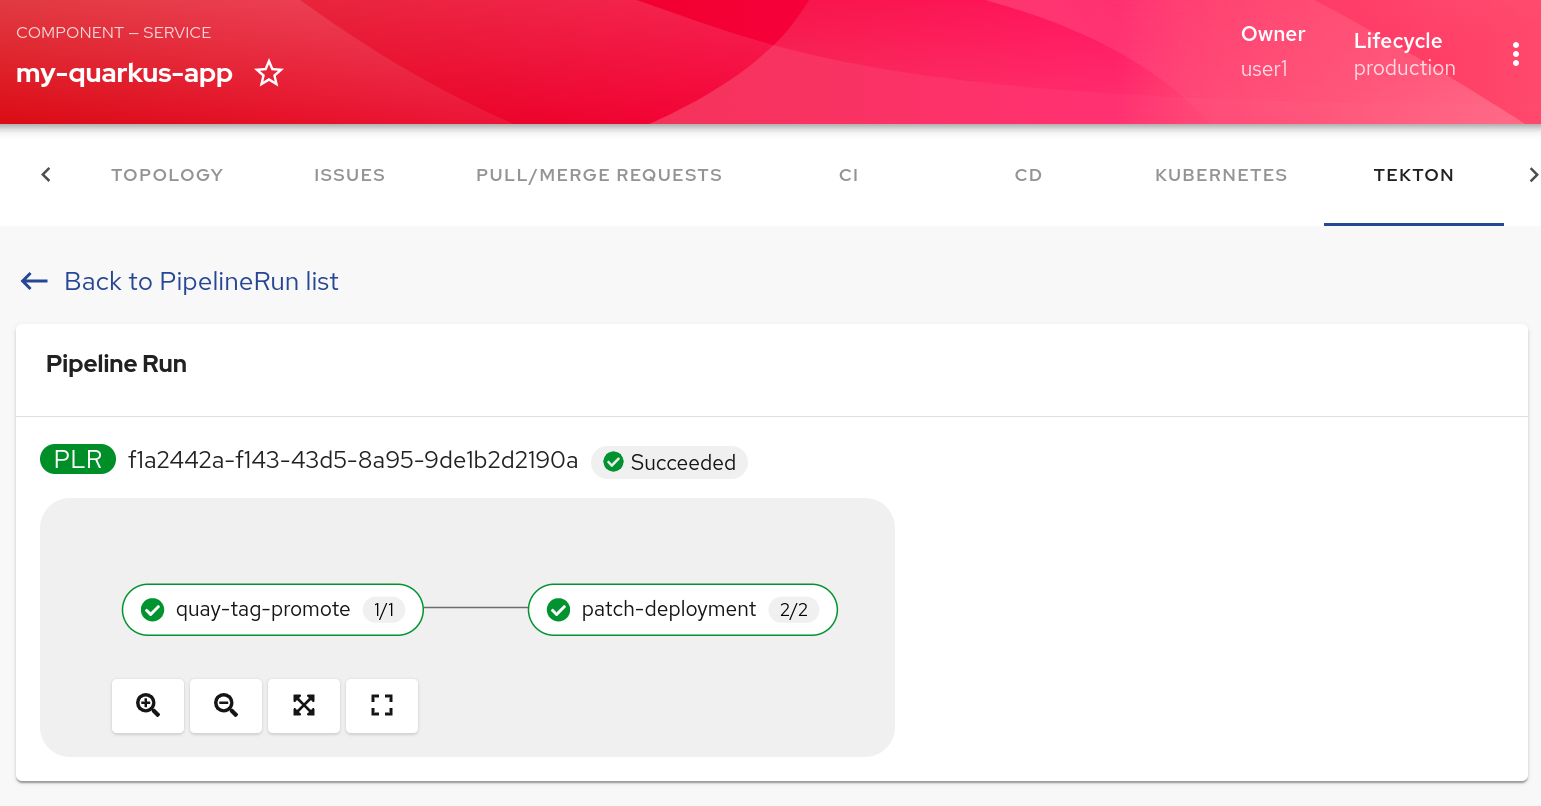 COMPONENT — SERVICE
my-quarkus-app
Owner
user1
Lifecycle
production
TOPOLOGY ISSUES PULL/MERGE REQUESTS CI CD KUBERNETES TEKTON
Back to PipelineRun list
Pipeline Run
PLR f1a2442a-f143-43d5-8a95-9de1b2d2190a Succeeded
quay-tag-promote 1/1 patch-deployment 2/2